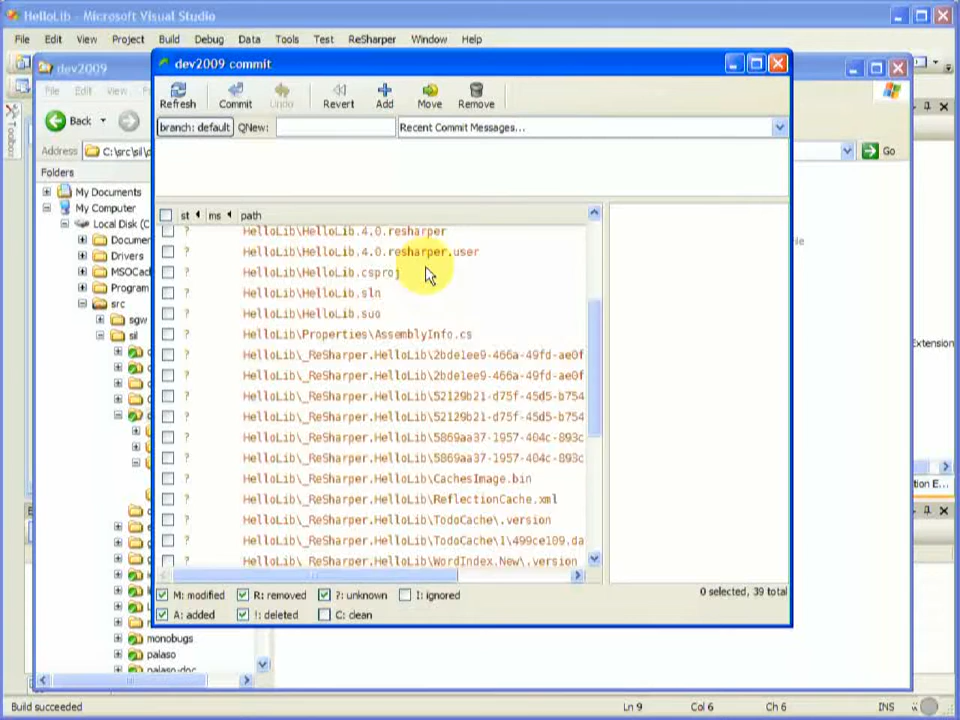 HelloLib - Microsoft Visual Studio
File Edit View Project Build Debug Data Tools Test ReSharper Window Help
dev2009
dev2009 commit
File Edit View
Refresh Commit Undo Revert Add Move Remove
Back
branch: default QNew: Recent Commit Messages...
Address C:\src\sil\ Go
Toolbox
Folders
My Documents
My Computer
Local Disk (C
Documen
Drivers
MSOCac
Program
src
sgw
sil
monobugs
palaso
palaso-doc
st ms path
? HelloLib\HelloLib.4.0.resharper
? HelloLib\HelloLib.4.0.resharper.user
? HelloLib\HelloLib.csproj
? HelloLib\HelloLib.sln
? HelloLib\HelloLib.suo
? HelloLib\Properties\AssemblyInfo.cs
? HelloLib\_ReSharper.HelloLib\2bde1ee9-466a-49fd-ae0f
? HelloLib\_ReSharper.HelloLib\2bde1ee9-466a-49fd-ae0f
? HelloLib\_ReSharper.HelloLib\52129b21-d75f-45d5-b754
? HelloLib\_ReSharper.HelloLib\52129b21-d75f-45d5-b754
? HelloLib\_ReSharper.HelloLib\5869aa37-1957-404c-893c
? HelloLib\_ReSharper.HelloLib\5869aa37-1957-404c-893c
? HelloLib\_ReSharper.HelloLib\CachesImage.bin
? HelloLib\_ReSharper.HelloLib\ReflectionCache.xml
? HelloLib\_ReSharper.HelloLib\TodoCache\.version
? HelloLib\_ReSharper.HelloLib\TodoCache\1\499ce109.da
? HelloLib\_ReSharper.HelloLib\WordIndex.New\.version
Extension
tion E...
M: modified R: removed ?: unknown I: ignored
A: added !: deleted C: clean
0 selected, 39 total
Build succeeded Ln 9 Col 6 Ch 6 INS